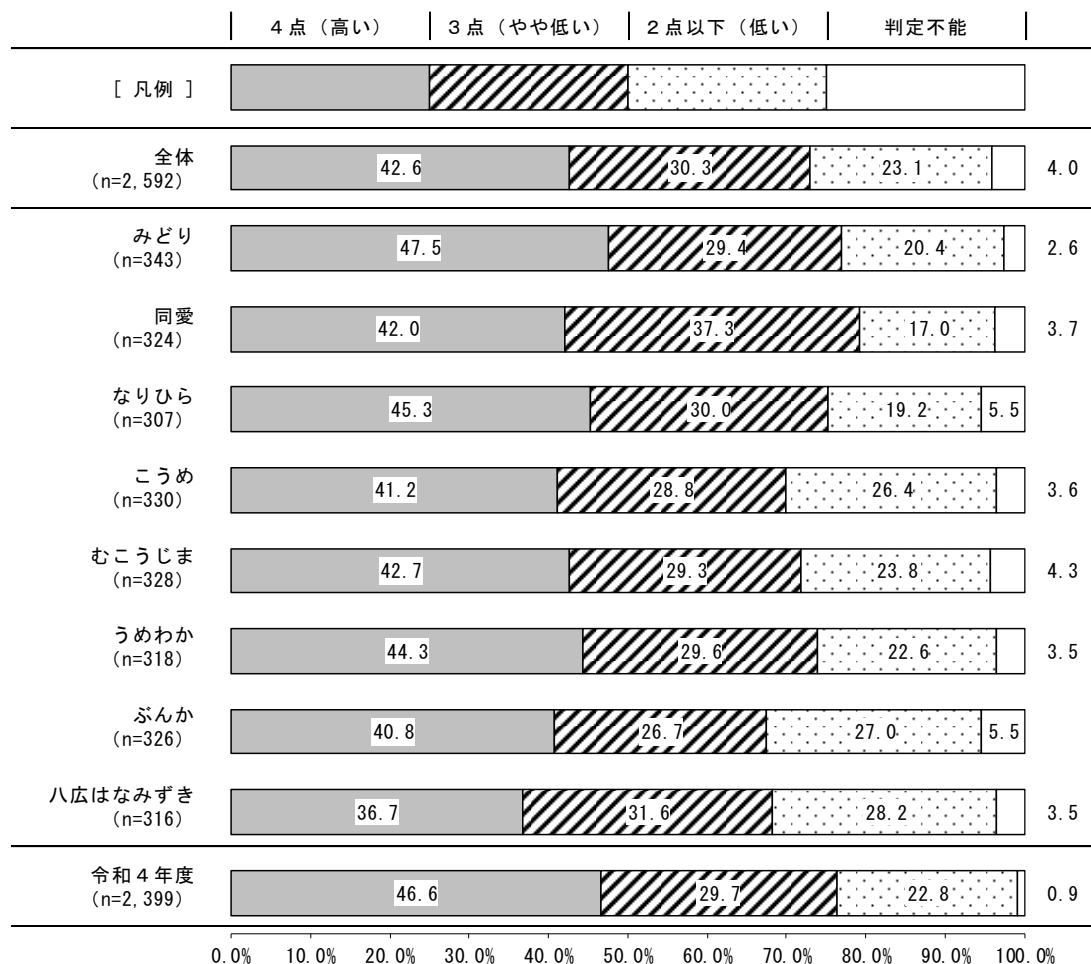 ４点（高い） ３点（やや低い） ２点以下（低い） 判定不能
［ 凡例 ］
全体
(n=2,592)
42.6 30.3 23.1 4.0
みどり
(n=343)
47.5 29.4 20.4 2.6
同愛
(n=324)
42.0 37.3 17.0 3.7
なりひら
(n=307)
45.3 30.0 19.2 5.5
こうめ
(n=330)
41.2 28.8 26.4 3.6
むこうじま
(n=328)
42.7 29.3 23.8 4.3
うめわか
(n=318)
44.3 29.6 22.6 3.5
ぶんか
(n=326)
40.8 26.7 27.0 5.5
八広はなみずき
(n=316)
36.7 31.6 28.2 3.5
令和４年度
(n=2,399)
46.6 29.7 22.8 0.9
0.0% 10.0% 20.0% 30.0% 40.0% 50.0% 60.0% 70.0% 80.0% 90.0% 100.0%